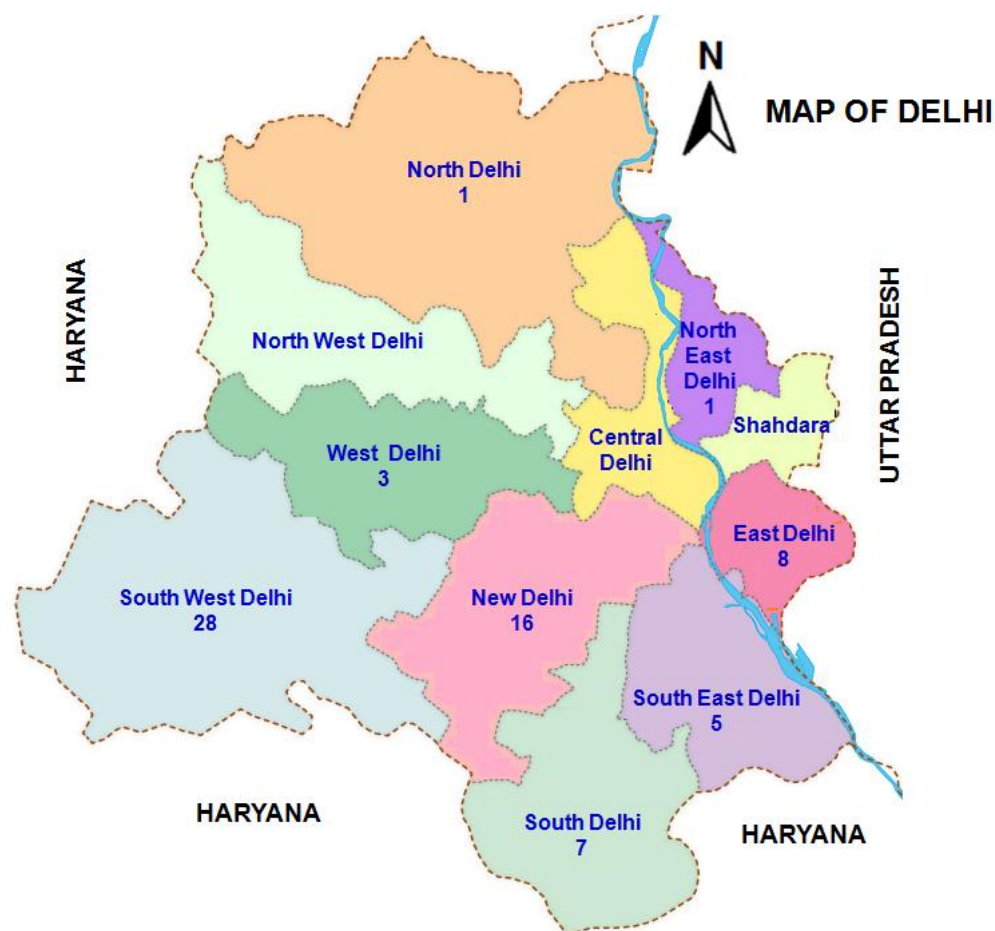 N
MAP OF DELHI
North Delhi
1
HARYANA
UTTAR PRADESH
North West Delhi
North
East
Delhi
1
Shahdara
Central
Delhi
West Delhi
3
East Delhi
8
South West Delhi
28
New Delhi
16
South East Delhi
5
HARYANA
South Delhi
7
HARYANA